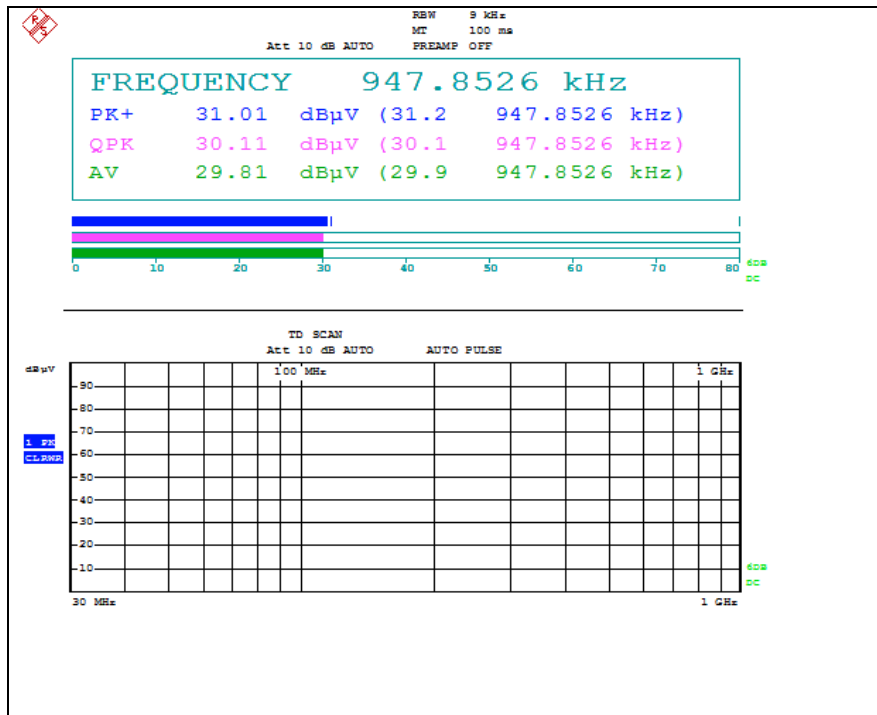 R S
RBW 9 kHz
MT 100 ms
Att 10 dB AUTO PREAMP OFF
FREQUENCY 947.8526 kHz
PK+ 31.01 dBµV (31.2 947.8526 kHz)
QPK 30.11 dBµV (30.1 947.8526 kHz)
AV 29.81 dBµV (29.9 947.8526 kHz)
0 10 20 30 40 50 60 70 80
6DB
DC
TD SCAN
Att 10 dB AUTO AUTO PULSE
dBµV
100 MHz 1 GHz
90
80
70
1 PK
CLRWR
60
50
40
30
20
10
6DB
DC
30 MHz 1 GHz